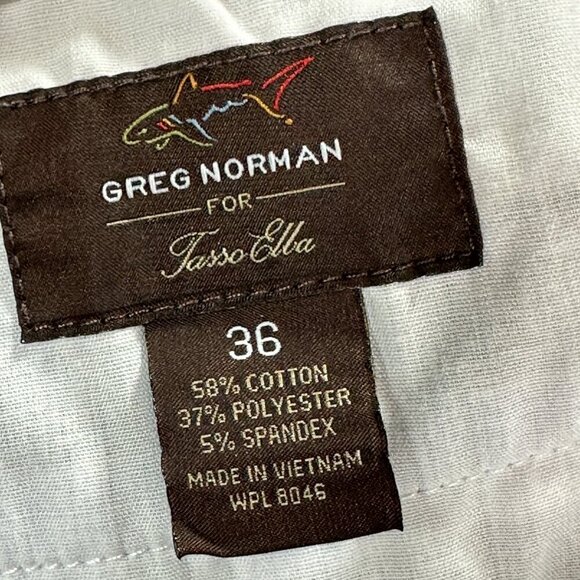 GREG NORMAN
FOR
Tasso Elba
36
58% COTTON
37% POLYESTER
5% SPANDEX
MADE IN VIETNAM
WPL 8046